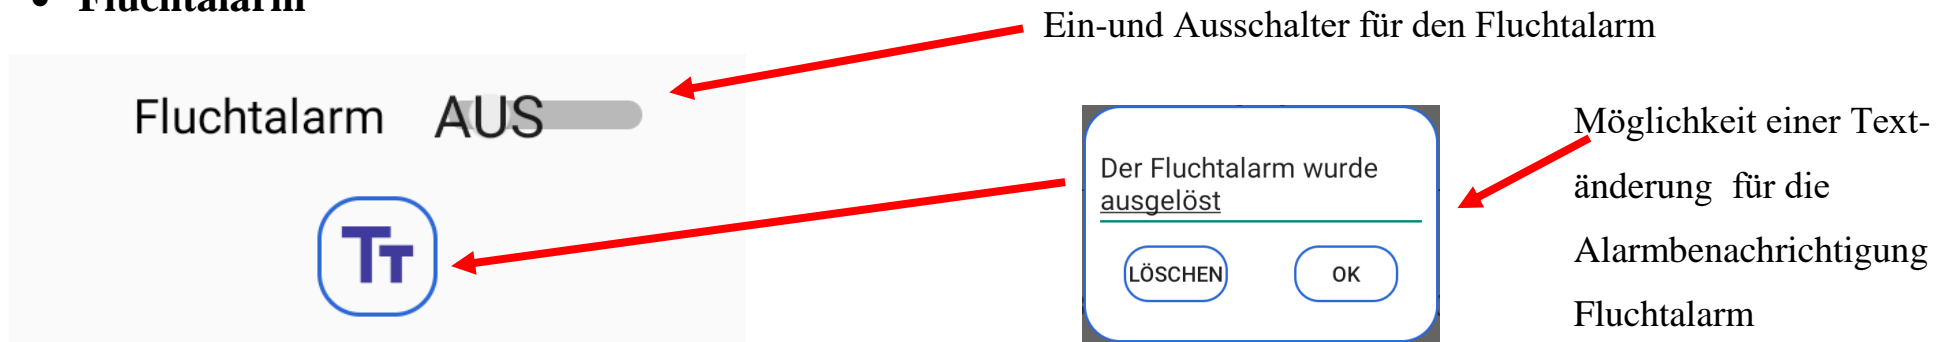 • Fluchtalarm
Ein-und Ausschalter für den Fluchtalarm
Fluchtalarm AUS
Tт
Der Fluchtalarm wurde
ausgelöst
LÖSCHEN OK
Möglichkeit einer Text-
änderung für die
Alarmbenachrichtigung
Fluchtalarm